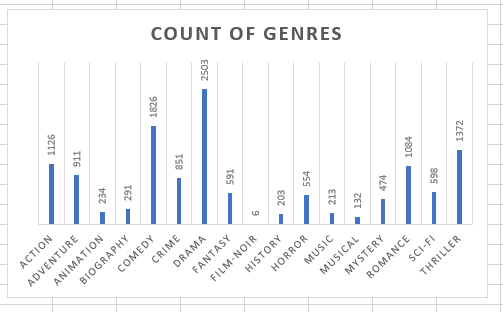 COUNT OF GENRES
1126
911
234
291
1826
851
2503
591
6
203
554
213
132
474
1084
598
1372
ACTION
ADVENTURE
ANIMATION
BIOGRAPHY
COMEDY
CRIME
DRAMA
FANTASY
FILM-NOIR
HISTORY
HORROR
MUSIC
MUSICAL
MYSTERY
ROMANCE
SCI-FI
THRILLER